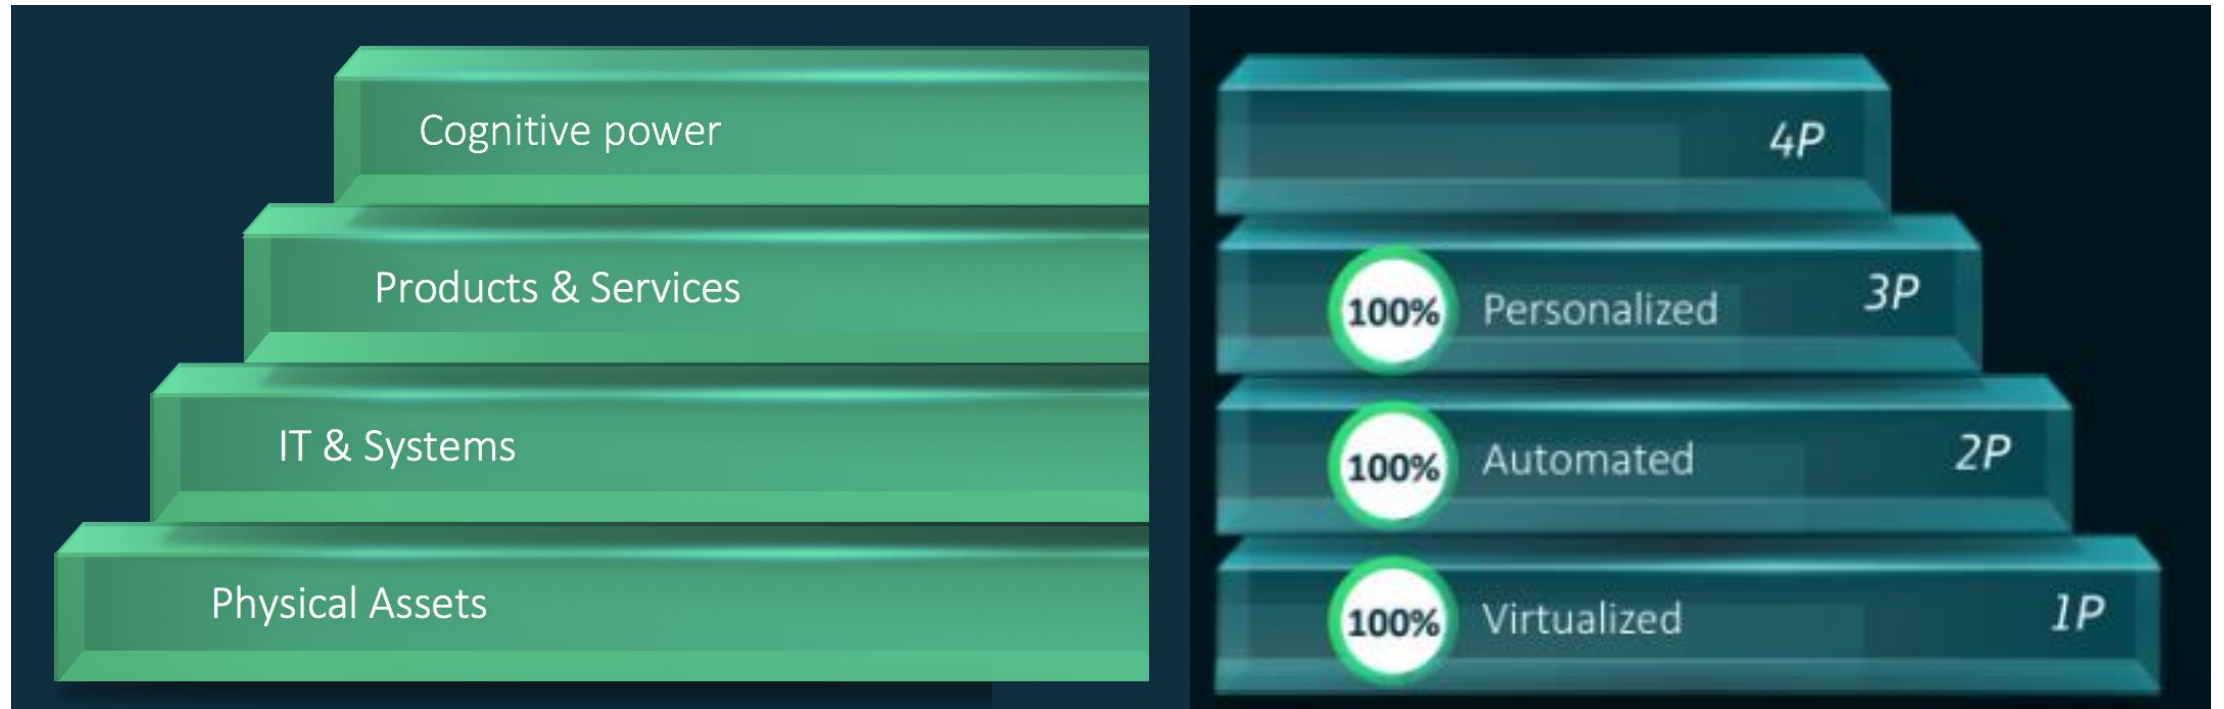 Cognitive power
Products & Services
IT & Systems
Physical Assets
4P
100% Personalized 3P
100% Automated 2P
100% Virtualized 1P